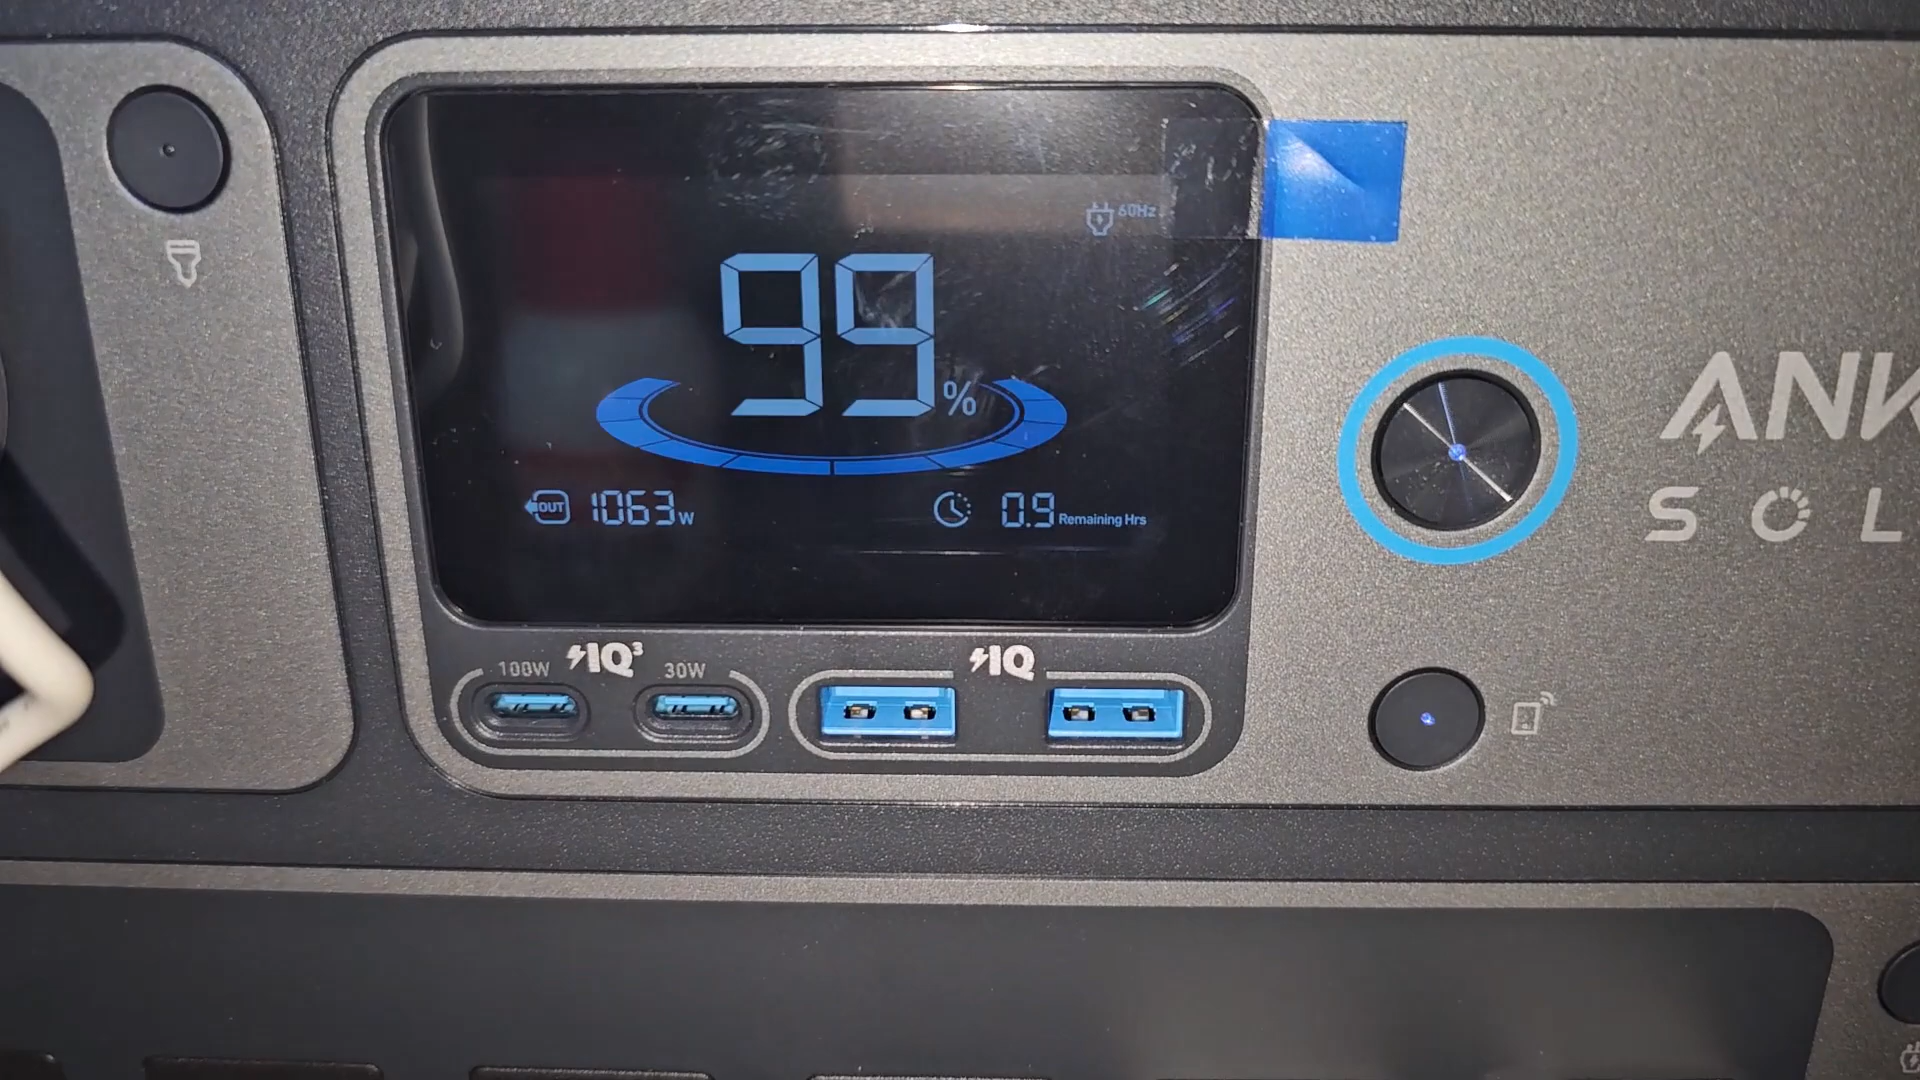 60Hz
99%
OUT 1063W
0.9 Remaining Hrs
100W
IQ3
30W
IQ
ANK
SOL